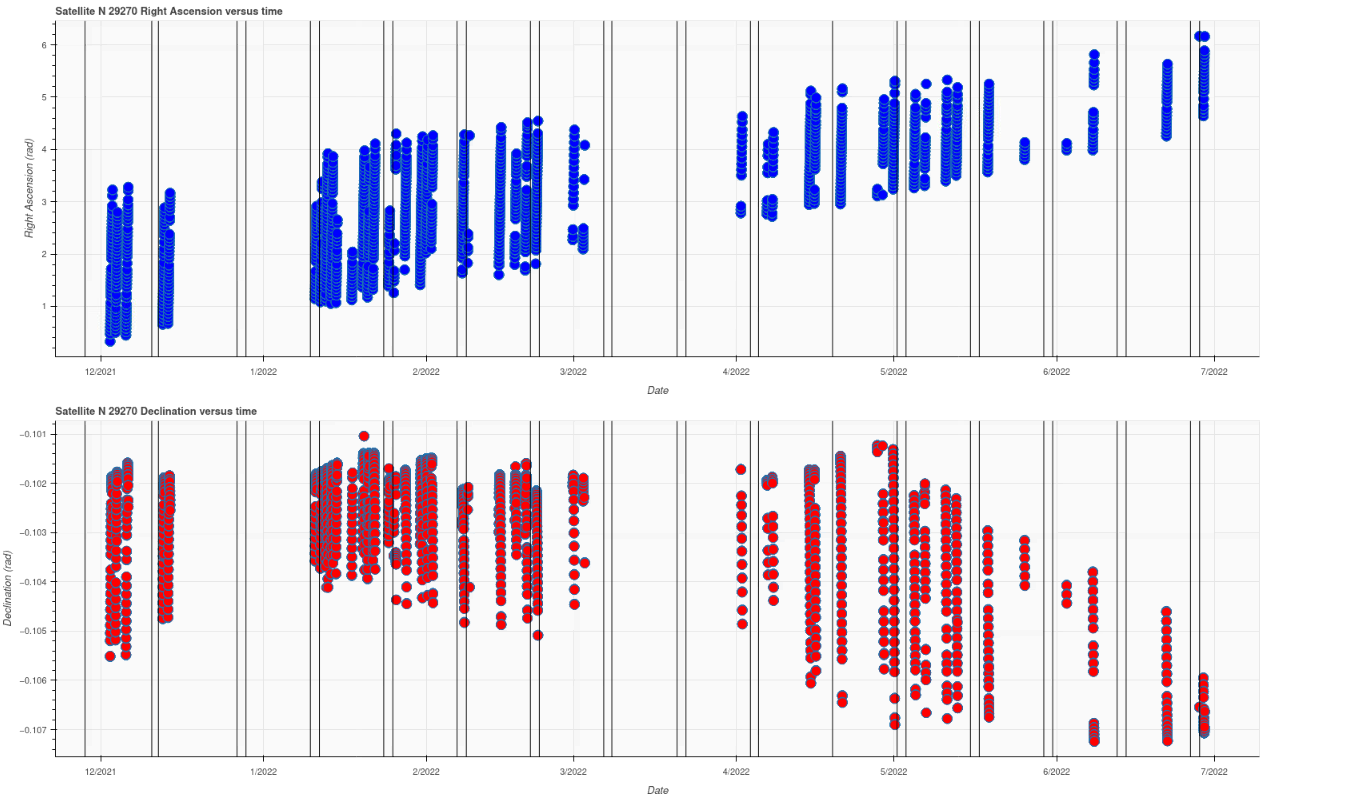 Satellite N 29270 Right Ascension versus time
6
5
4
3
2
1
Right Ascension (rad)
12/2021 1/2022 2/2022 3/2022 4/2022 5/2022 6/2022 7/2022
Date
Satellite N 29270 Declination versus time
−0.101
−0.102
−0.103
−0.104
−0.105
−0.106
−0.107
Declination (rad)
12/2021 1/2022 2/2022 3/2022 4/2022 5/2022 6/2022 7/2022
Date